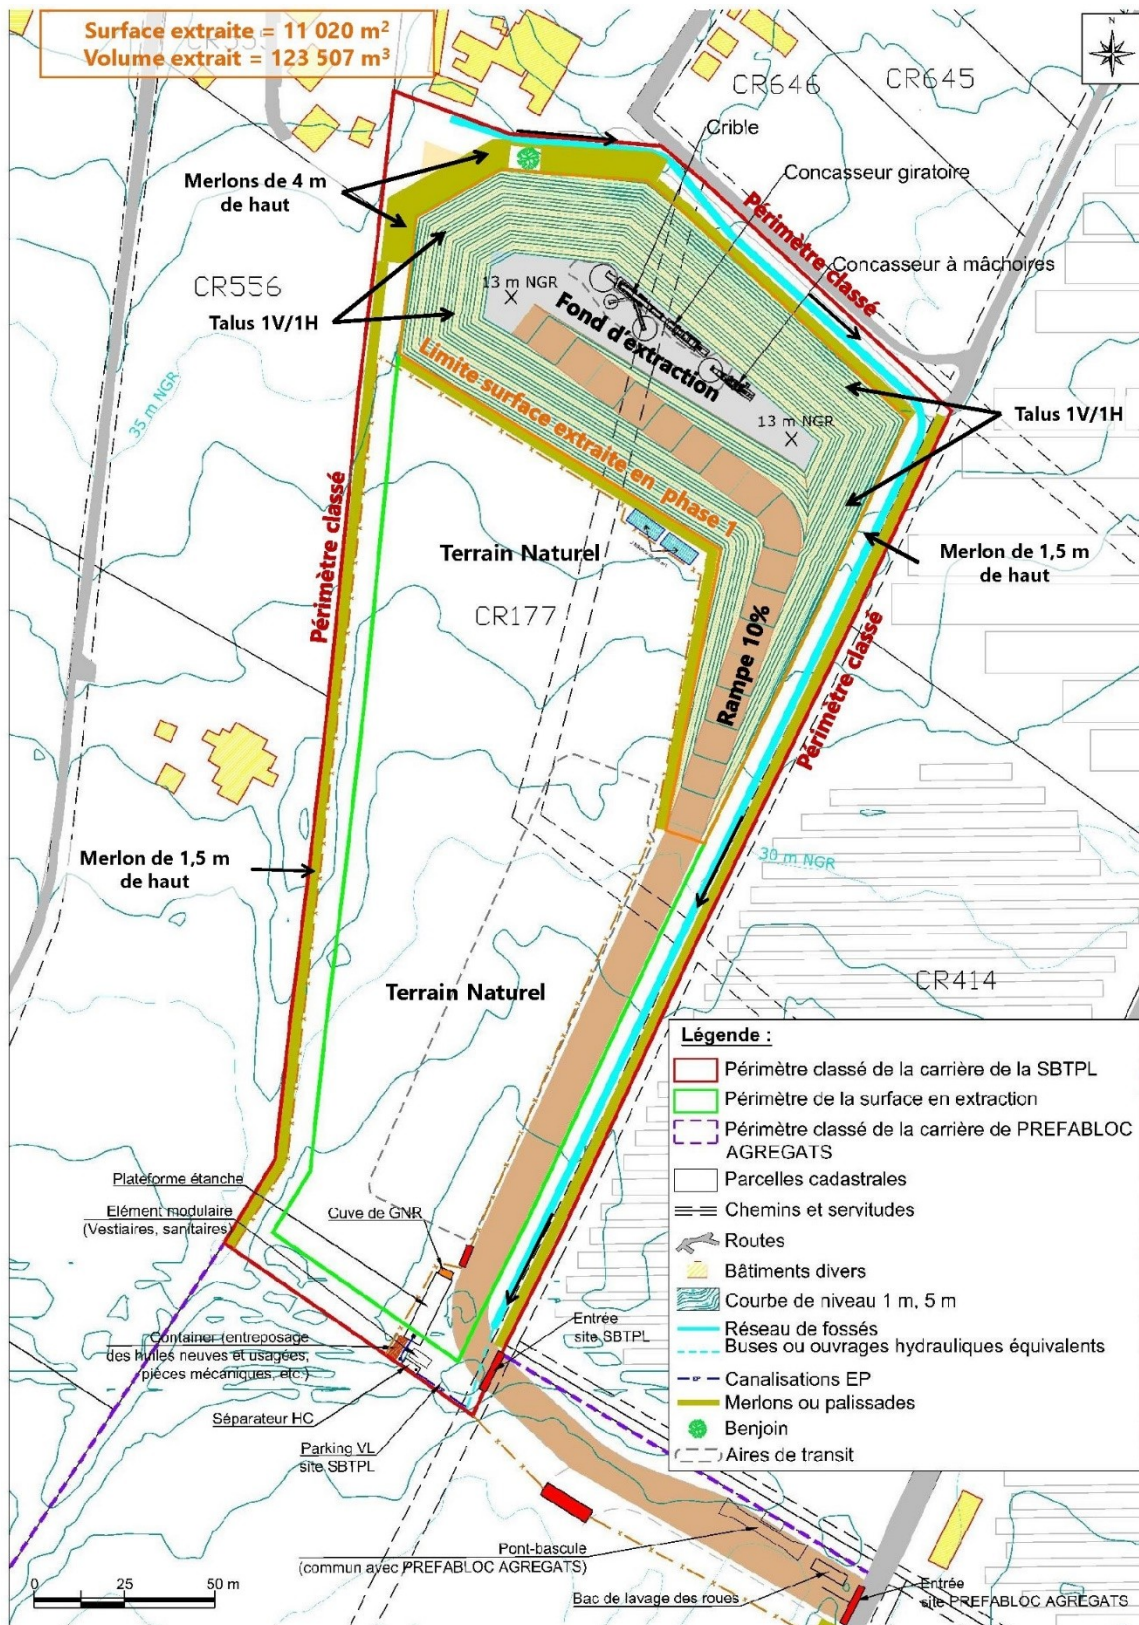 Surface extraite = 11 020 m²
Volume extrait = 123 507 m³
N
CR646
CR645
Crible
Concasseur giratoire
Merlons de 4 m
de haut
Périmètre classé
Concasseur à mâchoires
CR556
13 m NGR
Talus 1V/1H
Fond d'extraction
35 m NGR
Limite surface extraite en phase 1
13 m NGR
Talus 1V/1H
Périmètre classé
Terrain Naturel
Merlon de 1,5 m
de haut
CR177
Rampe 10%
Périmètre classé
Merlon de 1,5 m
de haut
30 m NGR
Terrain Naturel
CR414
Légende :
Périmètre classé de la carrière de la SBTPL
Périmètre de la surface en extraction
Périmètre classé de la carrière de PREFABLOC
AGREGATS
Parcelles cadastrales
Chemins et servitudes
Routes
Bâtiments divers
Courbe de niveau 1 m, 5 m
Réseau de fossés
Buses ou ouvrages hydrauliques équivalents
EP
Canalisations EP
Merlons ou palissades
Benjoin
Aires de transit
Plateforme étanche
Elément modulaire
(Vestiaires, sanitaires)
Cuve de GNR
Entrée
site SBTPL
Container (entreposage
des huiles neuves et usagées,
pièces mécaniques, etc.)
Séparateur HC
Parking VL
site SBTPL
Pont-bascule
(commun avec PREFABLOC AGREGATS)
Bac de lavage des roues
Entrée
site PREFABLOC AGREGATS
0 25 50 m